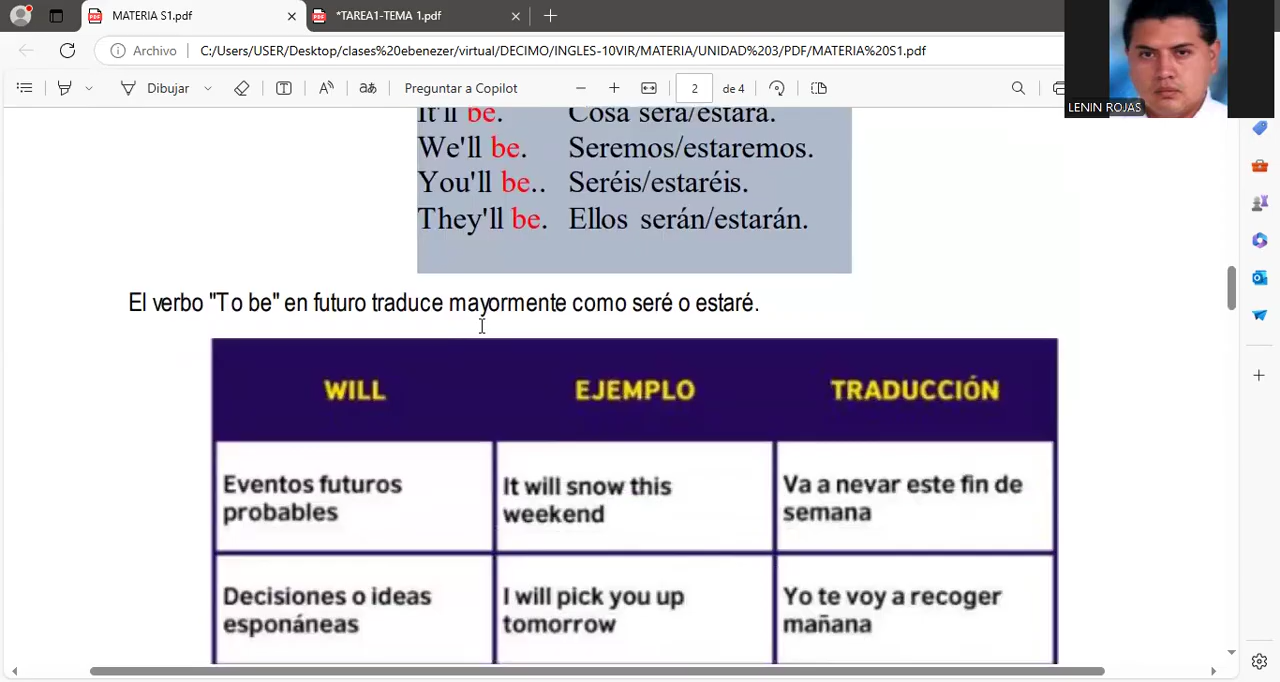 MATERIA S1.pdf
*TAREA1-TEMA 1.pdf
Archivo
C:/Users/USER/Desktop/clases%20ebenezer/virtual/DECIMO/INGLES-10VIR/MATERIA/UNIDAD%203/PDF/MATERIA%20S1.pdf
Dibujar
Preguntar a Copilot
2
de 4
LENIN ROJAS
It'll be. Cosa será/estará.
We'll be. Seremos/estaremos.
You'll be.. Seréis/estaréis.
They'll be. Ellos serán/estarán.
El verbo "To be" en futuro traduce mayormente como seré o estaré.
WILL
EJEMPLO
TRADUCCIÓN
Eventos futuros
probables
It will snow this
weekend
Va a nevar este fin de
semana
Decisiones o ideas
esponáneas
I will pick you up
tomorrow
Yo te voy a recoger
mañana